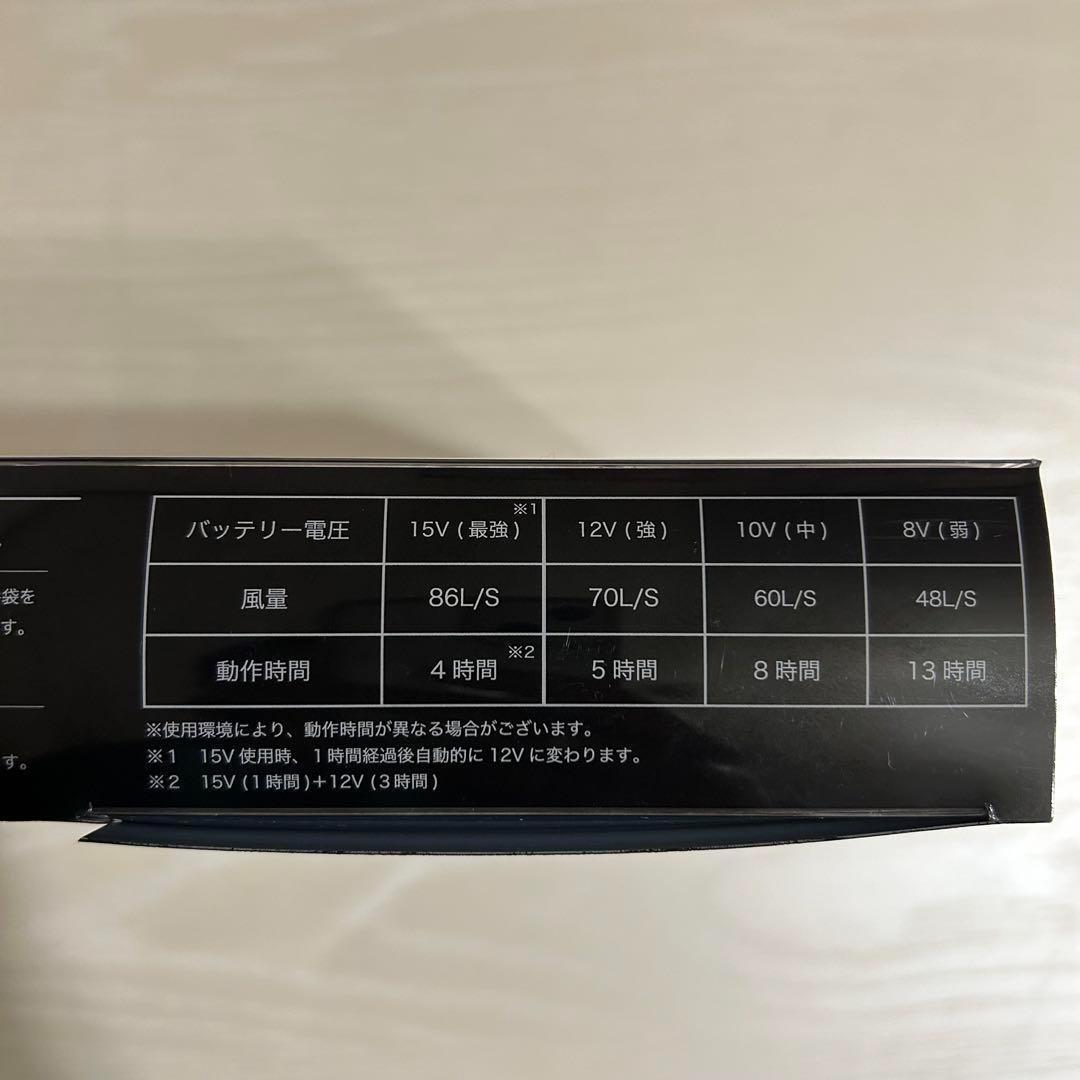 バッテリー電圧 15V (最強) ※1 12V (強) 10V (中) 8V (弱)
風量 86L/S 70L/S 60L/S 48L/S
動作時間 4時間 ※2 5時間 8時間 13時間
※使用環境により、動作時間が異なる場合がございます。
※1 15V使用時、1時間経過後自動的に12Vに変わります。
※2 15V (1時間)+12V (3時間)
袋を
す。
す。